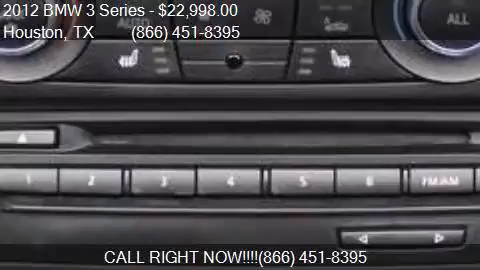 2012 BMW 3 Series - $22,998.00
Houston, TX (866) 451-8395
AUTO
ALL
1 2 3 4 5 6 FM/AM
CALL RIGHT NOW!!!!(866) 451-8395